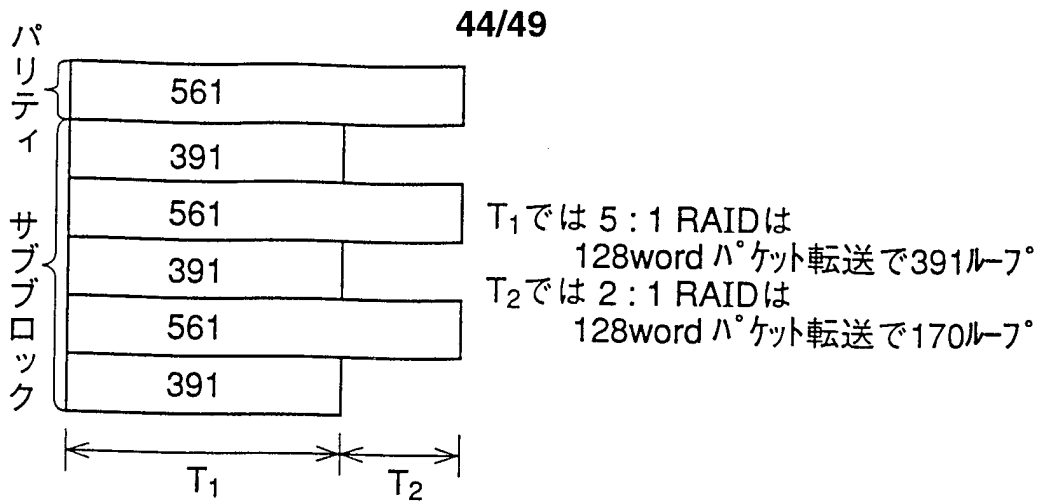 44/49
パリティ
561
サブブロック
391
561
391
561
391
T1では 5 : 1 RAIDは
128word パケット転送で391ループ
T2では 2 : 1 RAIDは
128word パケット転送で170ループ
T1
T2